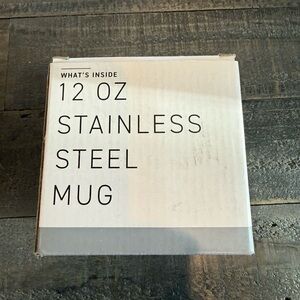 WHAT'S INSIDE
12 OZ
STAINLESS
STEEL
MUG